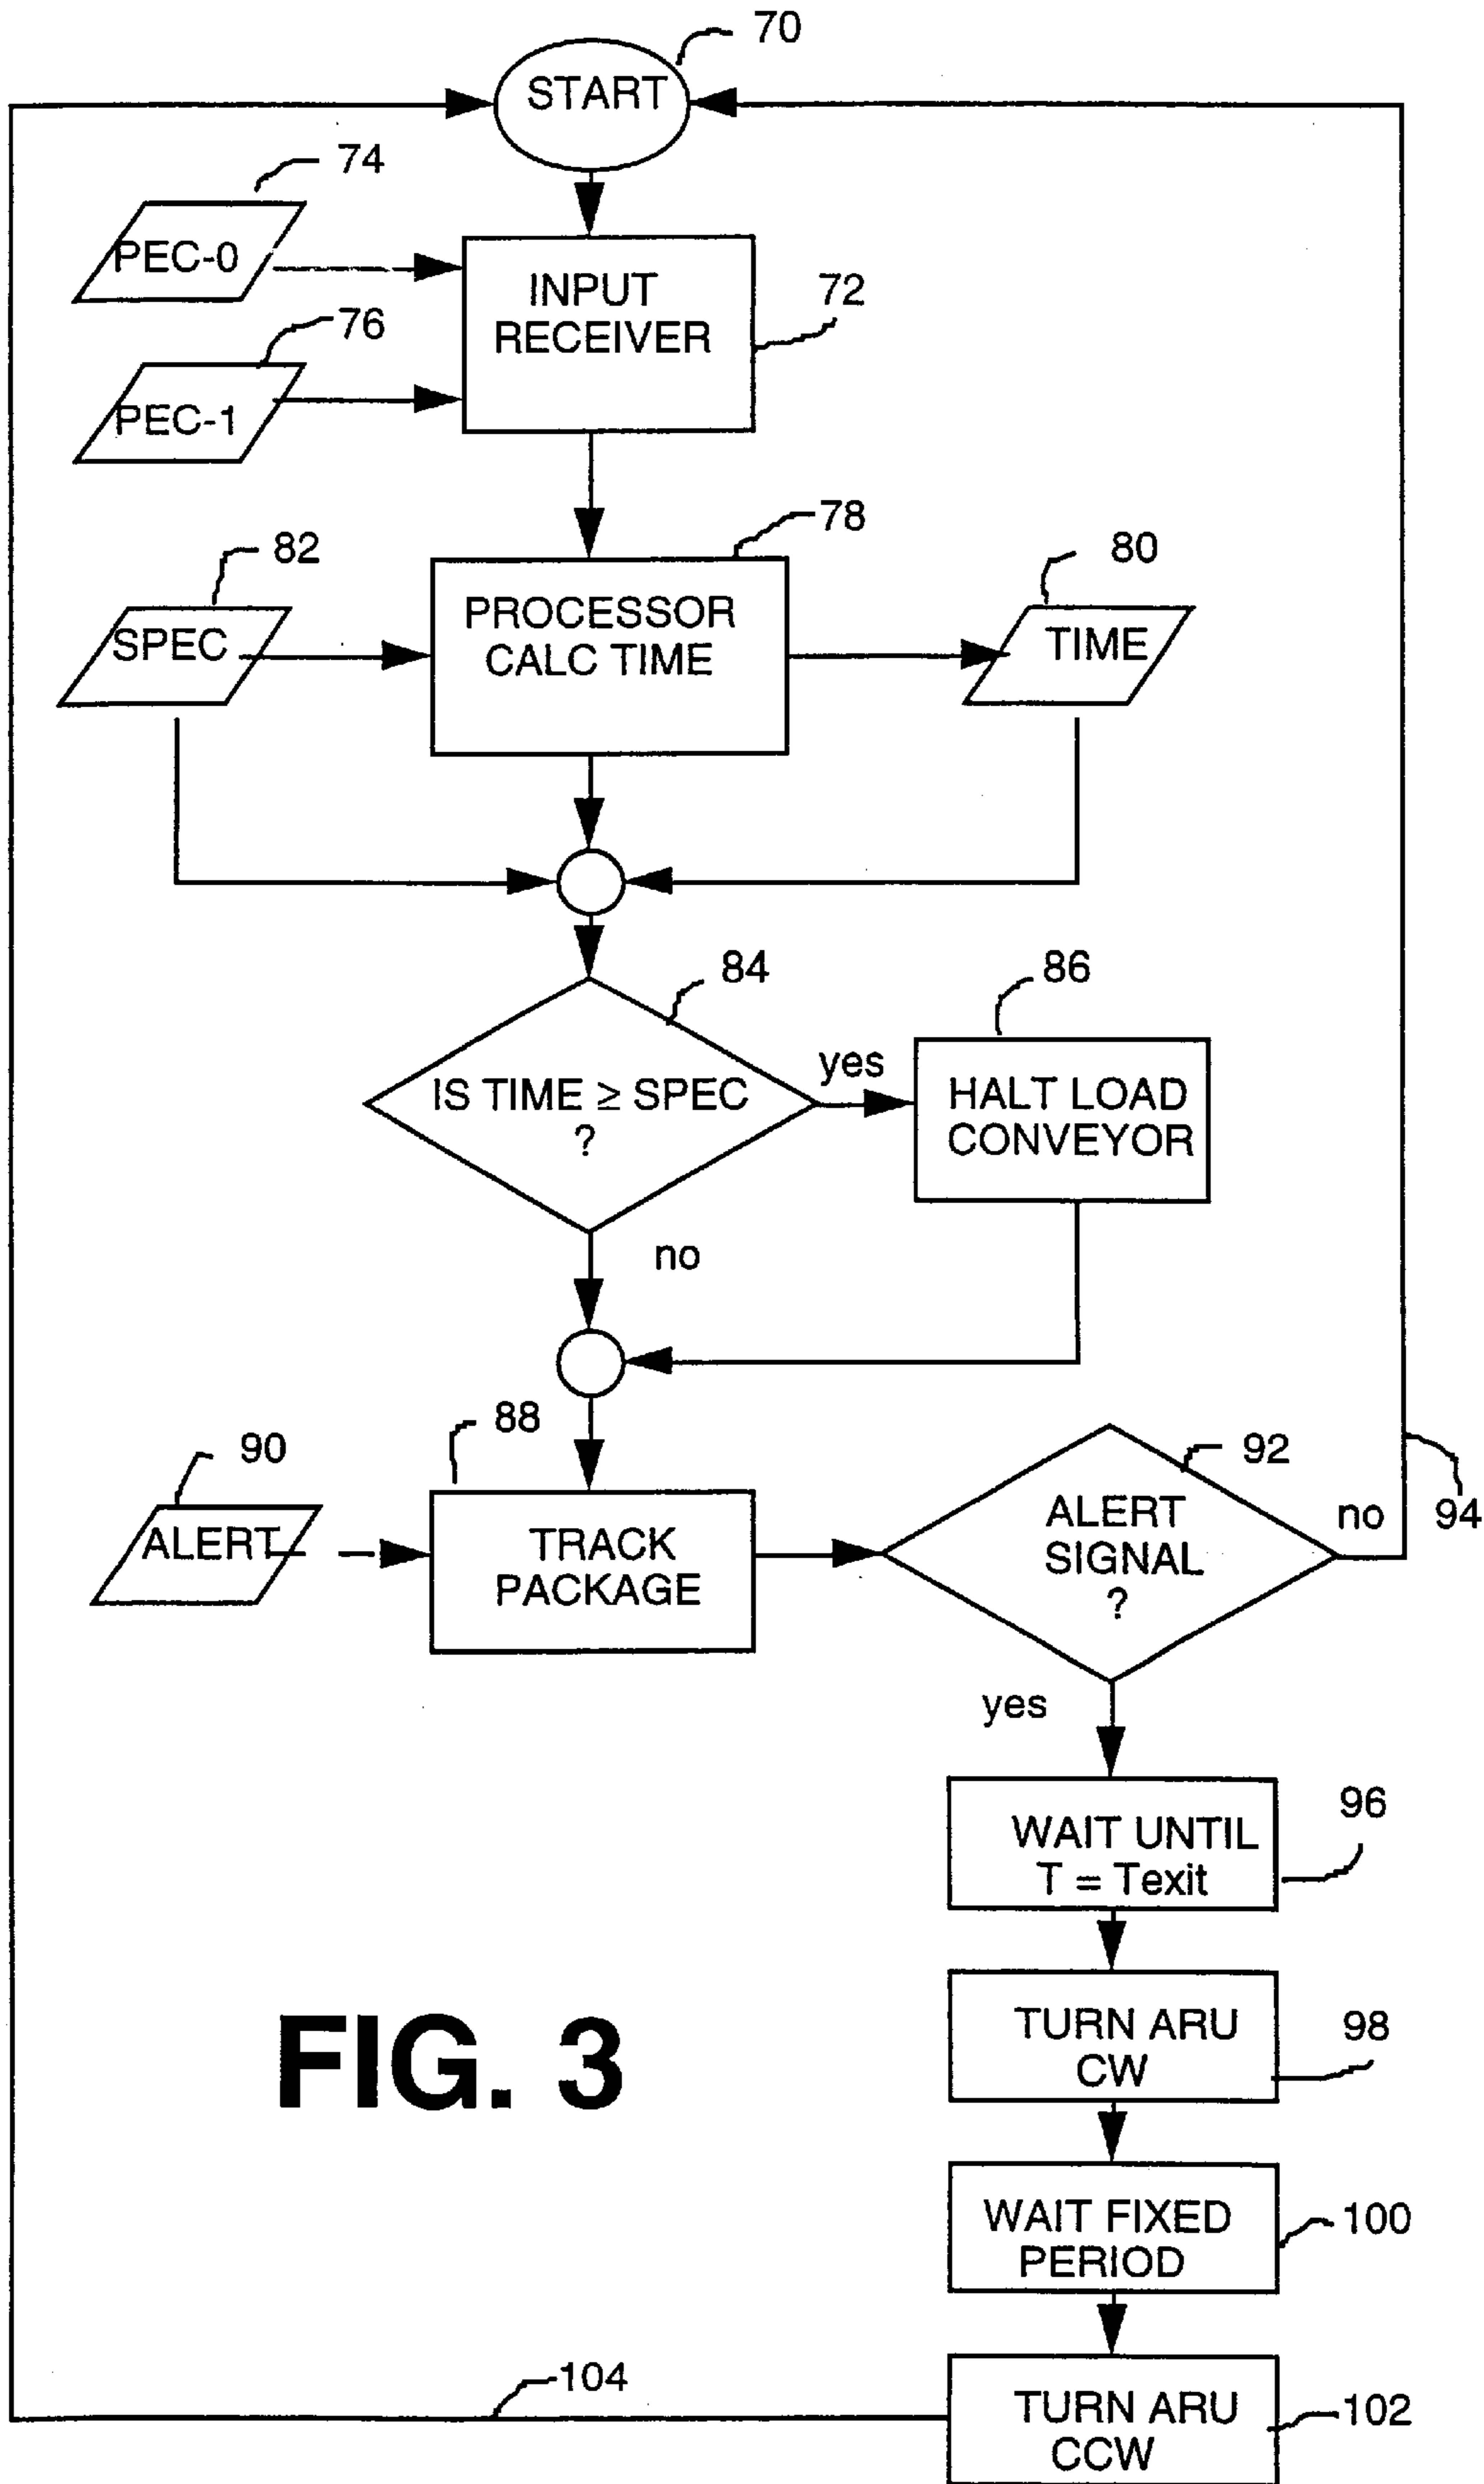 70
START
74
PEC-0
INPUT
RECEIVER
72
76
PEC-1
78
82
80
SPEC
PROCESSOR
CALC TIME
TIME
84
86
IS TIME ≥ SPEC
?
yes
HALT LOAD
CONVEYOR
no
88
90
92
ALERT
TRACK
PACKAGE
ALERT
SIGNAL
?
no
94
yes
WAIT UNTIL
T = Texit
96
TURN ARU
CW
98
FIG. 3
WAIT FIXED
PERIOD
100
104
TURN ARU
CCW
102